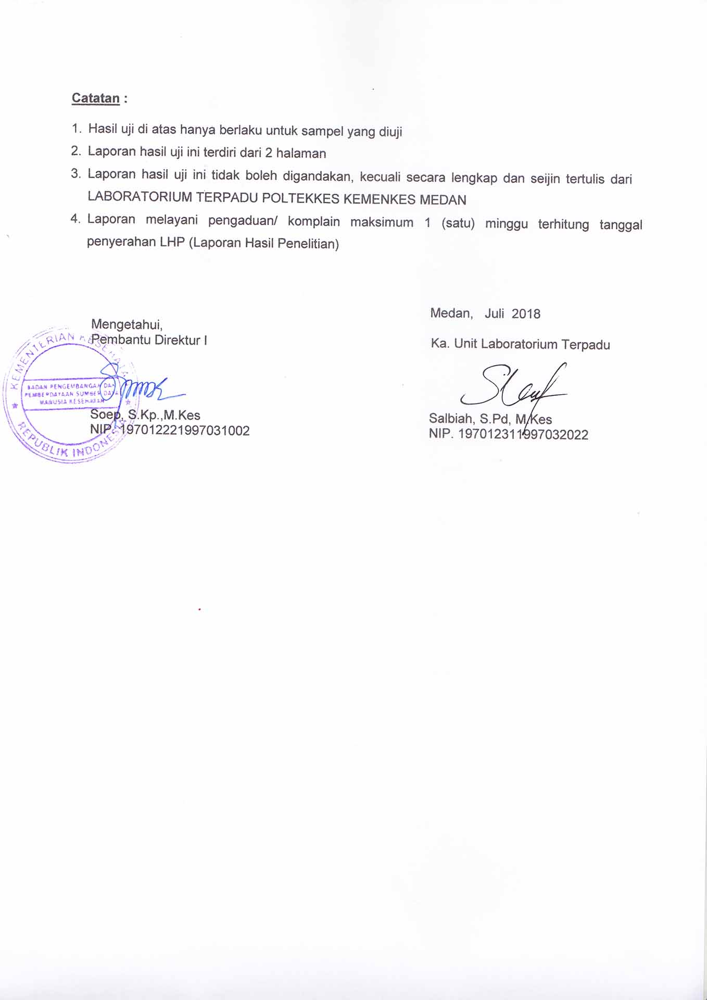 Catatan :
1. Hasil uji di atas hanya berlaku untuk sampel yang diuji
2. Laporan hasil uji ini terdiri dari 2 halaman
3. Laporan hasil uji ini tidak boleh digandakan, kecuali secara lengkap dan seijin tertulis dari
LABORATORIUM TERPADU POLTEKKES KEMENKES MEDAN
4. Laporan melayani pengaduan/ komplain maksimum 1 (satu) minggu terhitung tanggal
penyerahan LHP (Laporan Hasil Penelitian)
Medan, Juli 2018
Mengetahui,
Pembantu Direktur I
Ka. Unit Laboratorium Terpadu
KEMENTERIAN KESEHATAN
BADAN PENGEMBANGAN DAN
PEMBERDAYAAN SUMBER DAYA
MANUSIA KESEHATAN
REPUBLIK INDONESIA
Soep, S.Kp.,M.Kes
NIP. 197012221997031002
Salbiah, S.Pd, M.Kes
NIP. 197012311997032022